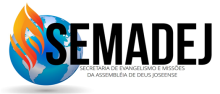 SEMADEJ
SECRETARIA DE EVANGELISMO E MISSÕES
DA ASSEMBLÉIA DE DEUS JOSEENSE